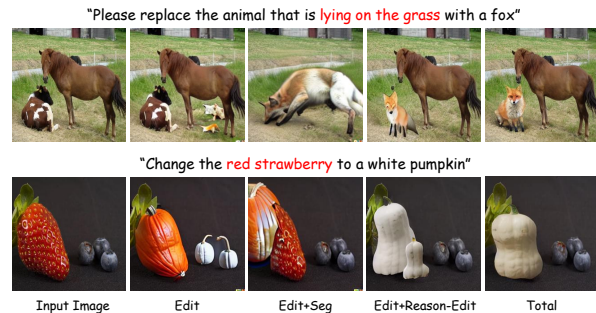 “Please replace the animal that is lying on the grass with a fox”
“Change the red strawberry to a white pumpkin”
Input Image Edit Edit+Seg Edit+Reason-Edit Total